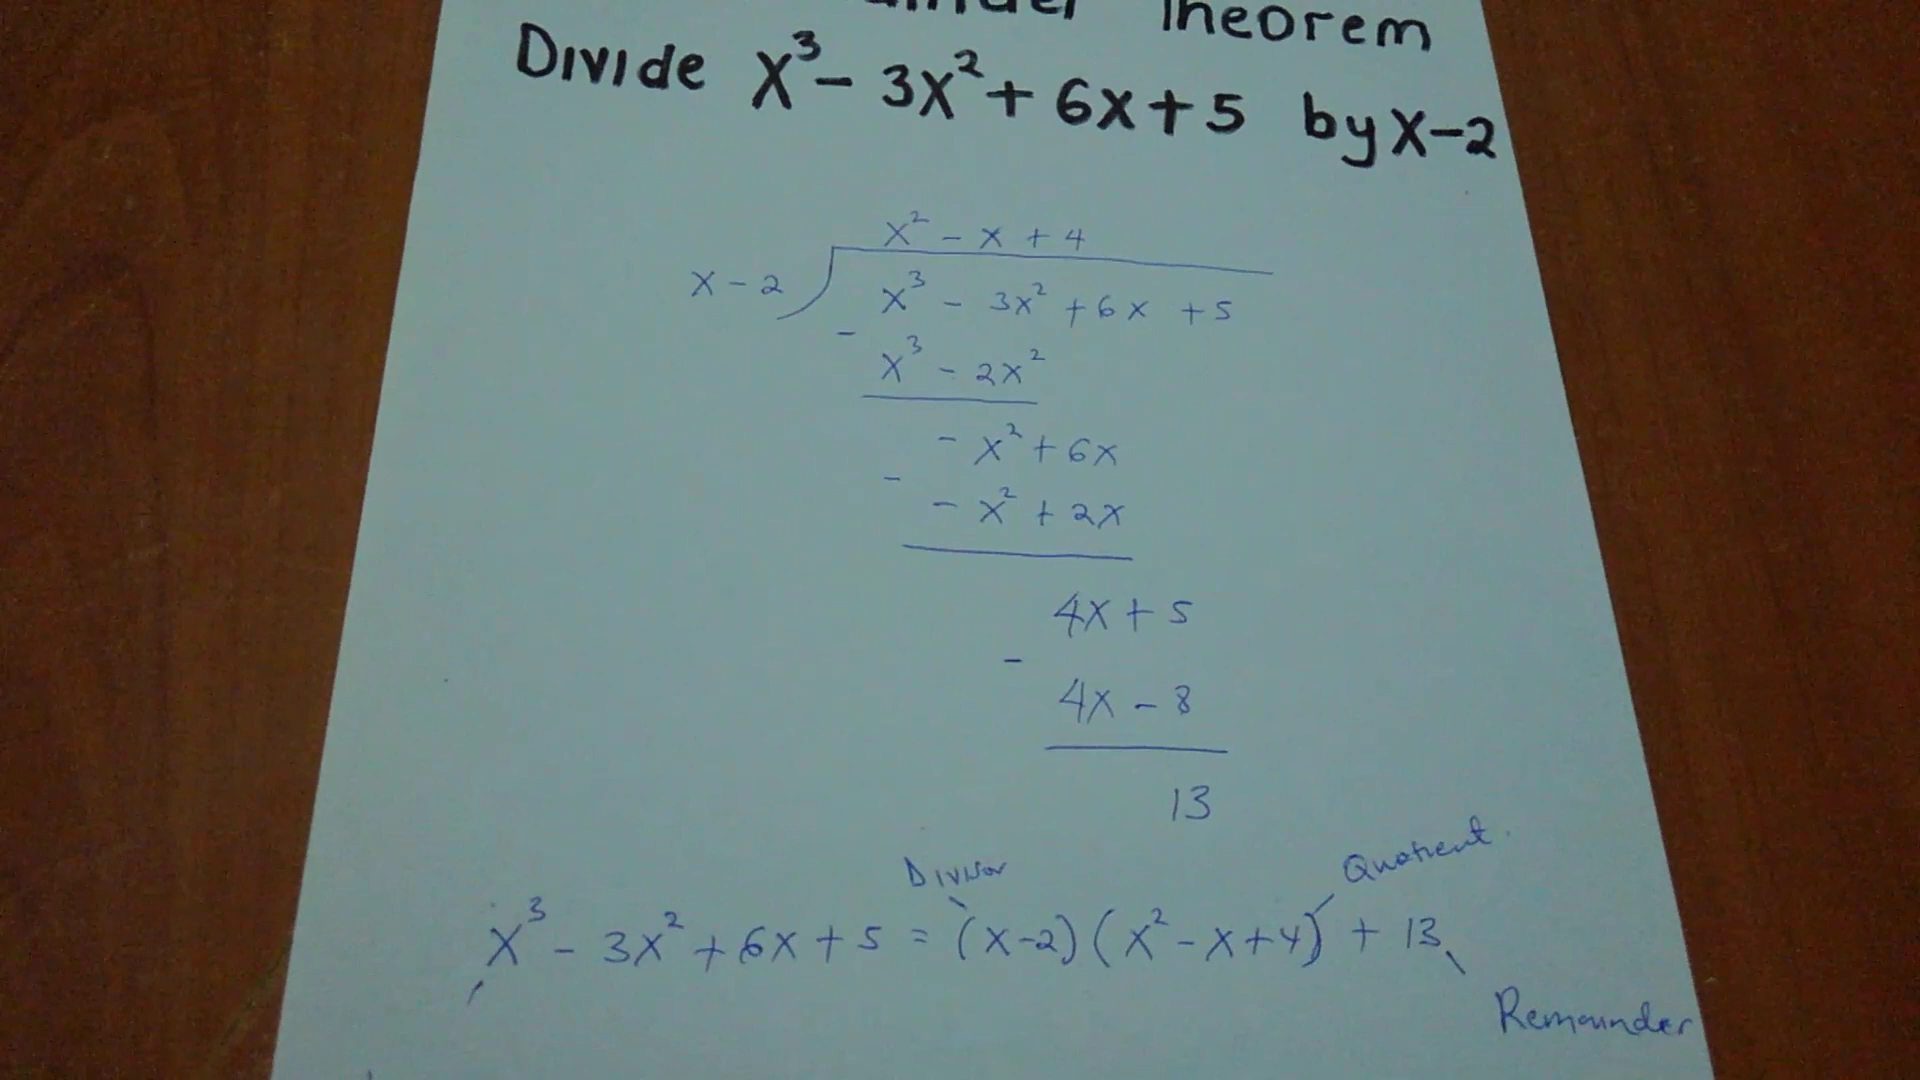 Theorem
Divide x³ - 3x² + 6x + 5 by x-2
x² - x + 4
x - 2 ) x³ - 3x² + 6x + 5
- x³ - 2x²
- x² + 6x
- - x² + 2x
4x + 5
- 4x - 8
13
Divisor Quotient
x³ - 3x² + 6x + 5 = (x-2)(x² - x + 4) + 13
Remainder